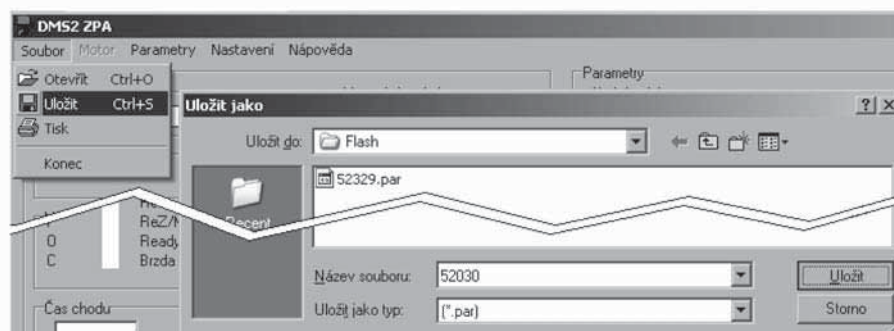 DMS2 ZPA
Soubor Motor Parametry Nastavení Nápověda
Otevřít Ctrl+O
Uložit Ctrl+S
Tisk
Konec
Parametry
Uložit jako
Uložit do: Flash
52329.par
Recent
ReZ/
O Ready
C Brzda
Čas chodu
Název souboru: 52030 Uložit
Uložit jako typ: (*.par) Storno